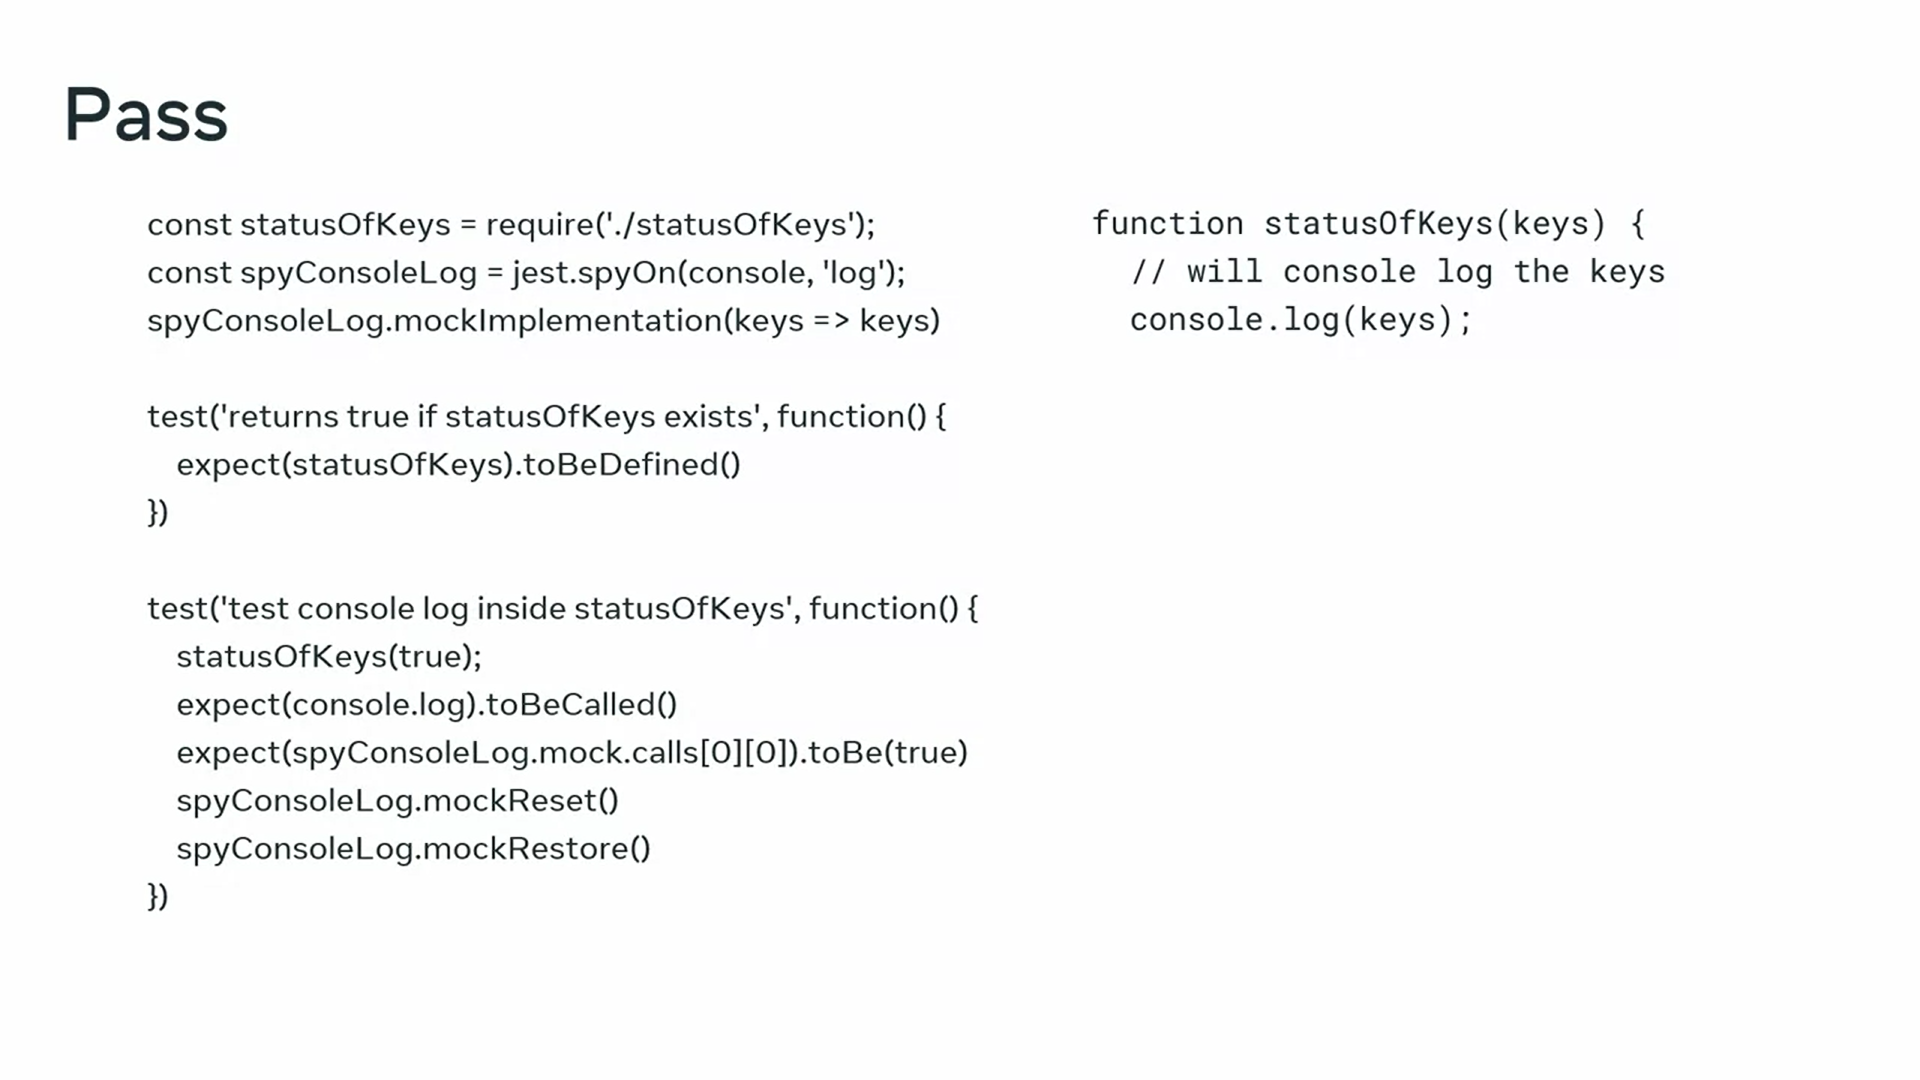 Pass
const statusOfKeys = require('./statusOfKeys');
const spyConsoleLog = jest.spyOn(console, 'log');
spyConsoleLog.mockImplementation(keys => keys)
test('returns true if statusOfKeys exists', function() {
expect(statusOfKeys).toBeDefined()
})
test('test console log inside statusOfKeys', function() {
statusOfKeys(true);
expect(console.log).toBeCalled()
expect(spyConsoleLog.mock.calls[0][0]).toBe(true)
spyConsoleLog.mockReset()
spyConsoleLog.mockRestore()
})
function statusOfKeys(keys) {
// will console log the keys
console.log(keys);